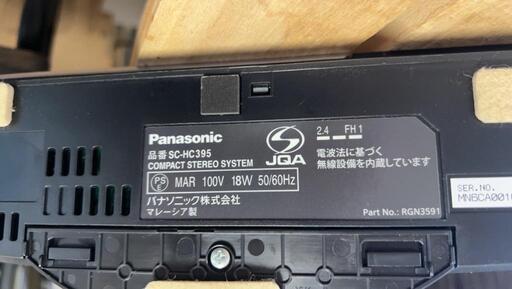 Panasonic
品番 SC-HC395
COMPACT STEREO SYSTEM
PS E MAR 100V 18W 50/60Hz
パナソニック株式会社
マレーシア製
JQA
2.4 FH 1
電波法に基づく
無線設備を内蔵しています
Part No.: RGN3591
SER.NO.
MN6CA001